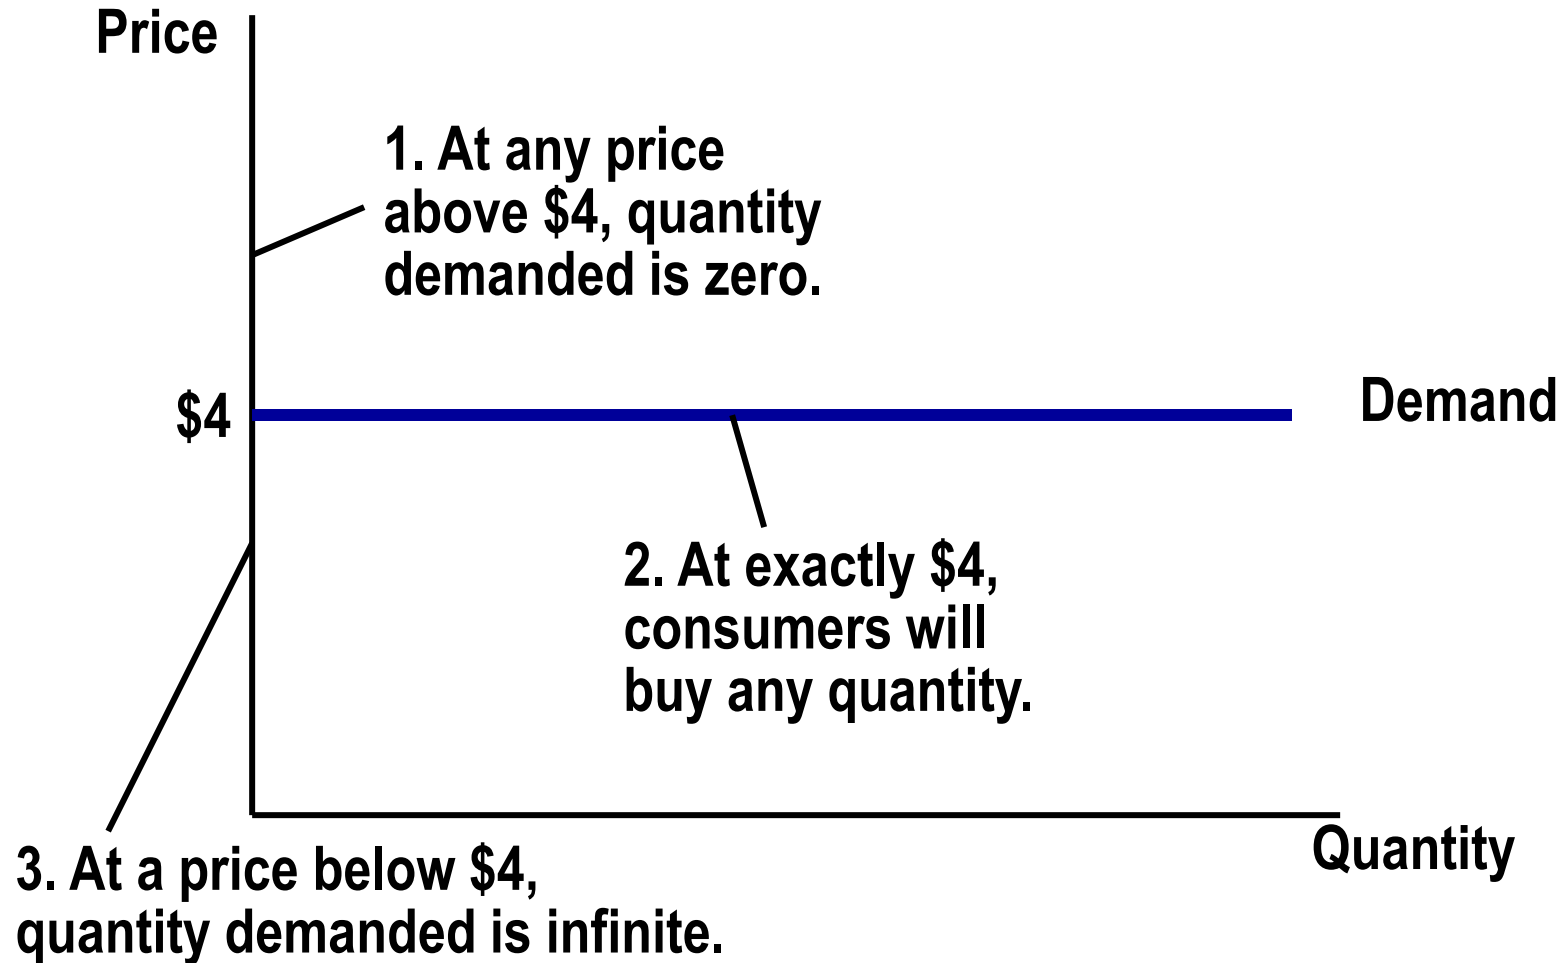 Price
1. At any price
above $4, quantity
demanded is zero.
$4
Demand
2. At exactly $4,
consumers will
buy any quantity.
Quantity
3. At a price below $4,
quantity demanded is infinite.